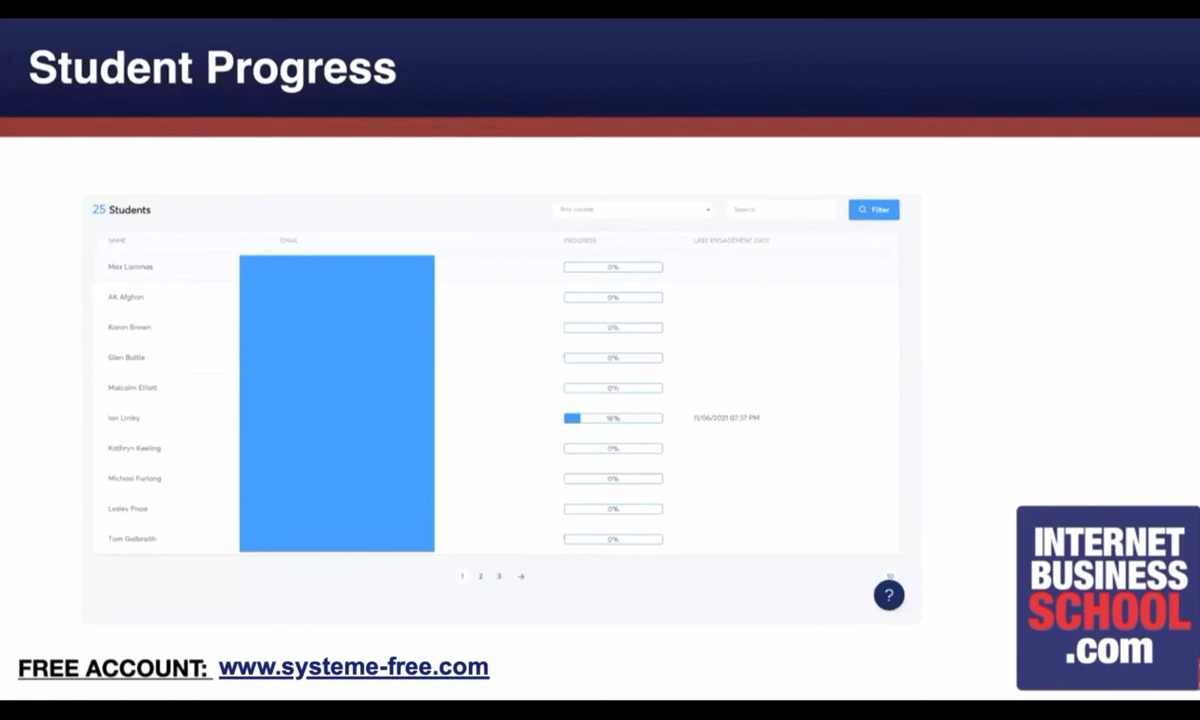 Student Progress
25 Students
Any course
Search
Filter
NAME EMAIL PROGRESS LAST ENGAGEMENT DATE
Max Lammas 0%
AK Afghan 0%
Karen Brown 0%
Glen Buttle 0%
Malcolm Elliott 0%
Ian Linley 16% 11/06/2021 07:37 PM
Kathryn Keeling 0%
Michael Furlong 0%
Lesley Pope 0%
Tom Galbraith 0%
1 2 3 →
10
?
INTERNET
BUSINESS
SCHOOL
.com
FREE ACCOUNT: www.systeme-free.com